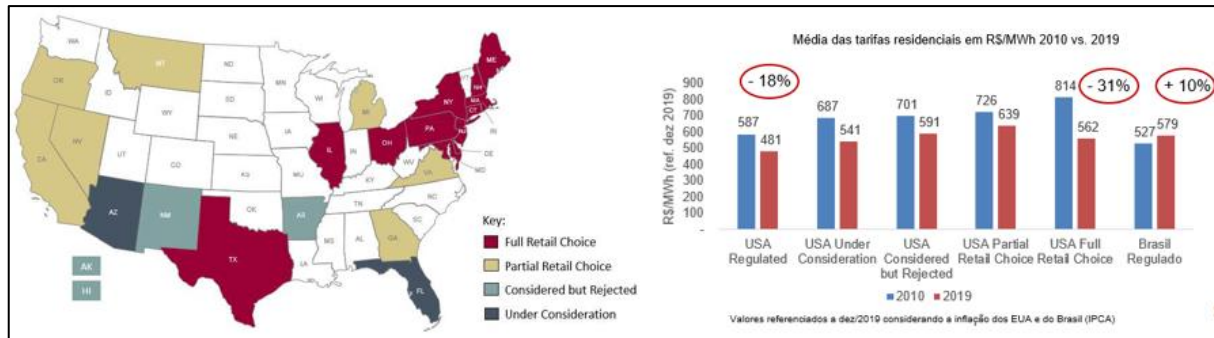 WA
MT
ND
MN
VT
ME
OR
ID
SD
WI
MI
NY
NH
MA
CT
WY
IA
PA
NJ
NV
NE
IL
IN
OH
IN
DE
MD
CA
UT
CO
KS
MO
KY
WV
VA
AZ
NM
OK
AR
TN
NC
SC
TX
LA
MS
AL
GA
FL
AK
HI
Key:
Full Retail Choice
Partial Retail Choice
Considered but Rejected
Under Consideration
Média das tarifas residenciais em R$/MWh 2010 vs. 2019
- 18%
- 31%
+ 10%
R$/MWh (ref. dez 2019)
900
800
700
600
500
400
300
200
100
-
587
481
687
541
701
591
726
639
814
562
527
579
USA
Regulated
USA Under
Consideration
USA
Considered
but Rejected
USA Partial
Retail Choice
USA Full
Retail Choice
Brasil
Regulado
2010
2019
Valores referenciados a dez/2019 considerando a inflação dos EUA e do Brasil (IPCA)